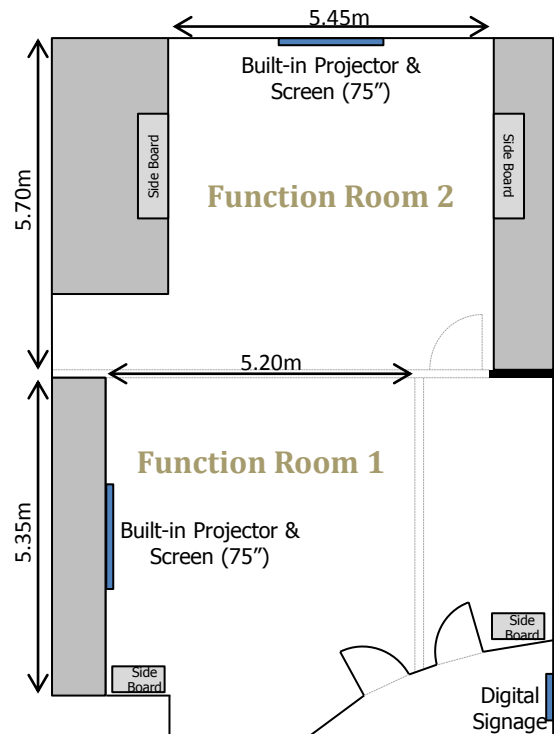 5.45m
Built-in Projector &
Screen (75”)
Side Board
Side Board
5.70m
Function Room 2
5.20m
Function Room 1
5.35m
Built-in Projector &
Screen (75”)
Side
Board
Side
Board
Digital
Signage